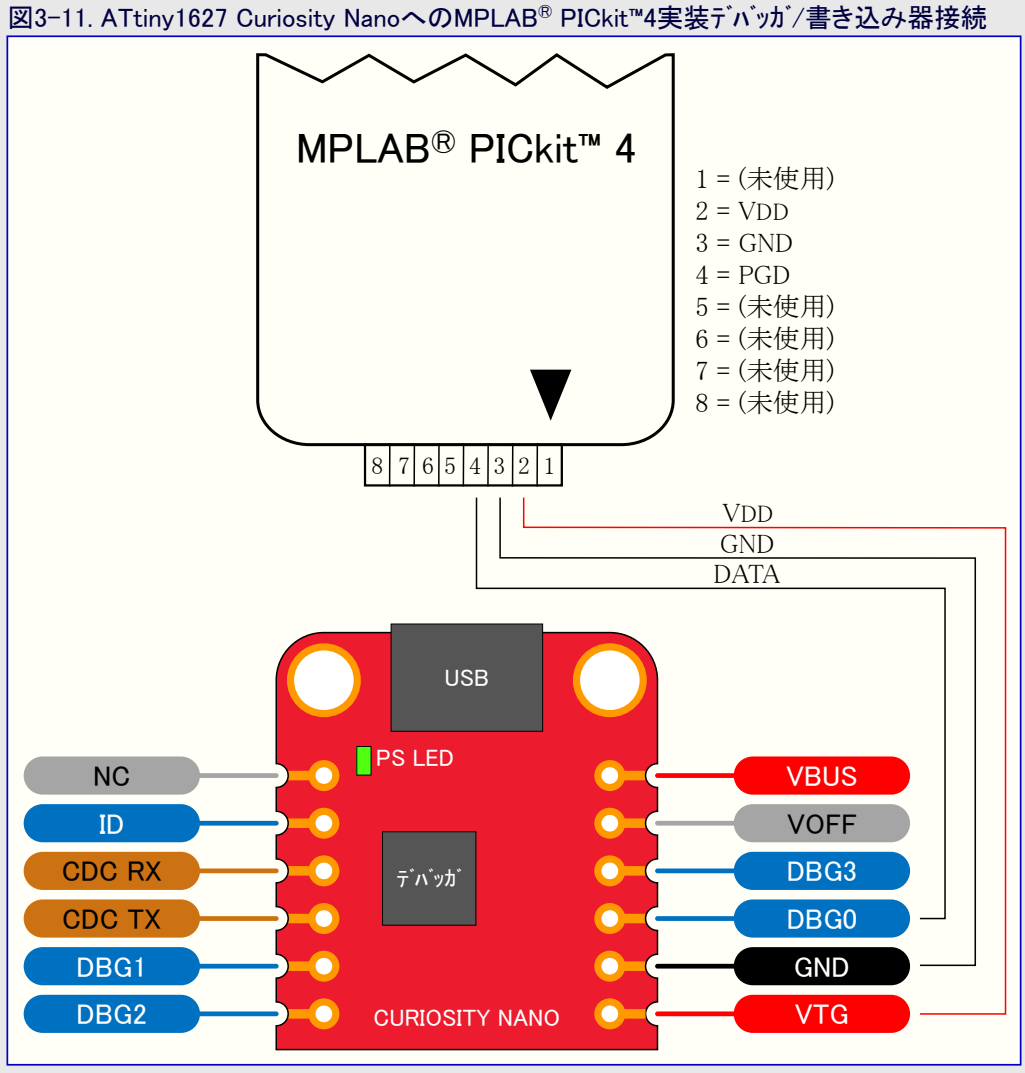 図3-11. ATtiny1627 Curiosity NanoへのMPLAB® PICkit™4実装ﾃﾞﾊﾞｯｶﾞ/書き込み器接続
MPLAB® PICkit™ 4
1 = (未使用)
2 = VDD
3 = GND
4 = PGD
5 = (未使用)
6 = (未使用)
7 = (未使用)
8 = (未使用)
8 7 6 5 4 3 2 1
VDD
GND
DATA
USB
PS LED
NC
VBUS
ID
VOFF
CDC RX
ﾃﾞﾊﾞｯｶﾞ
DBG3
CDC TX
DBG0
DBG1
GND
DBG2
CURIOSITY NANO
VTG